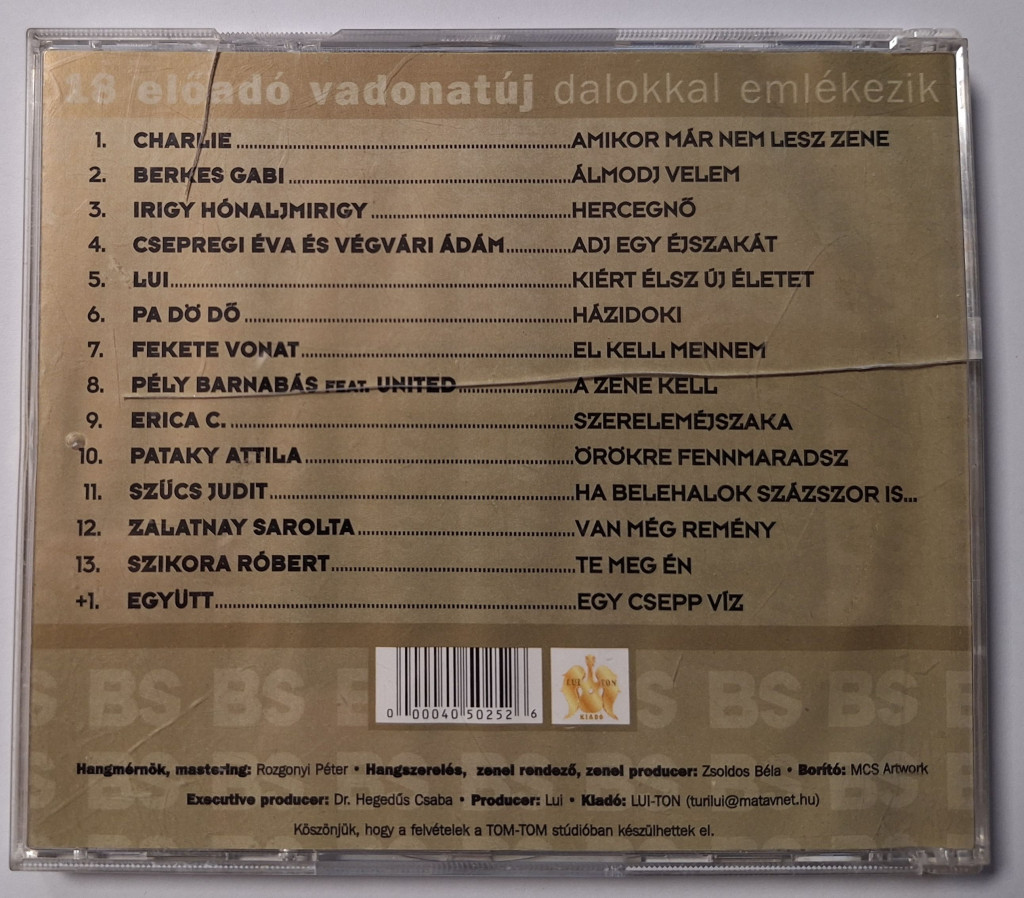 18 előadó vadonatúj dalokkal emlékezik
1. CHARLIE ........ AMIKOR MÁR NEM LESZ ZENE
2. BERKES GABI ........ ÁLMODJ VELEM
3. IRIGY HÓNALJMIRIGY ........ HERCEGNŐ
4. CSEPREGI ÉVA ÉS VÉGVÁRI ÁDÁM ........ ADJ EGY ÉJSZAKÁT
5. LUI ........ KIÉRT ÉLSZ ÚJ ÉLETET
6. PA DÖ DŐ ........ HÁZIDOKI
7. FEKETE VONAT ........ EL KELL MENNEM
8. PÉLY BARNABÁS FEAT. UNITED ........ A ZENE KELL
9. ERICA C. ........ SZERELEMÉJSZAKA
10. PATAKY ATTILA ........ ÖRÖKRE FENNMARADSZ
11. SZŰCS JUDIT ........ HA BELEHALOK SZÁZSZOR IS...
12. ZALATNAY SAROLTA ........ VAN MÉG REMÉNY
13. SZIKORA RÓBERT ........ TE MEG ÉN
+1. EGYÜTT ........ EGY CSEPP VÍZ
LUI TON
KIADÓ
0 00040 50252 6
S BS BS B S BS BS B
Hangmérnök, mastering: Rozgonyi Péter • Hangszerelés, zenei rendező, zenei producer: Zsoldos Béla • Borító: MCS Artwork
Executive producer: Dr. Hegedűs Csaba • Producer: Lui • Kiadó: LUI-TON (turilui@matavnet.hu)
Köszönjük, hogy a felvételek a TOM-TOM stúdióban készülhettek el.